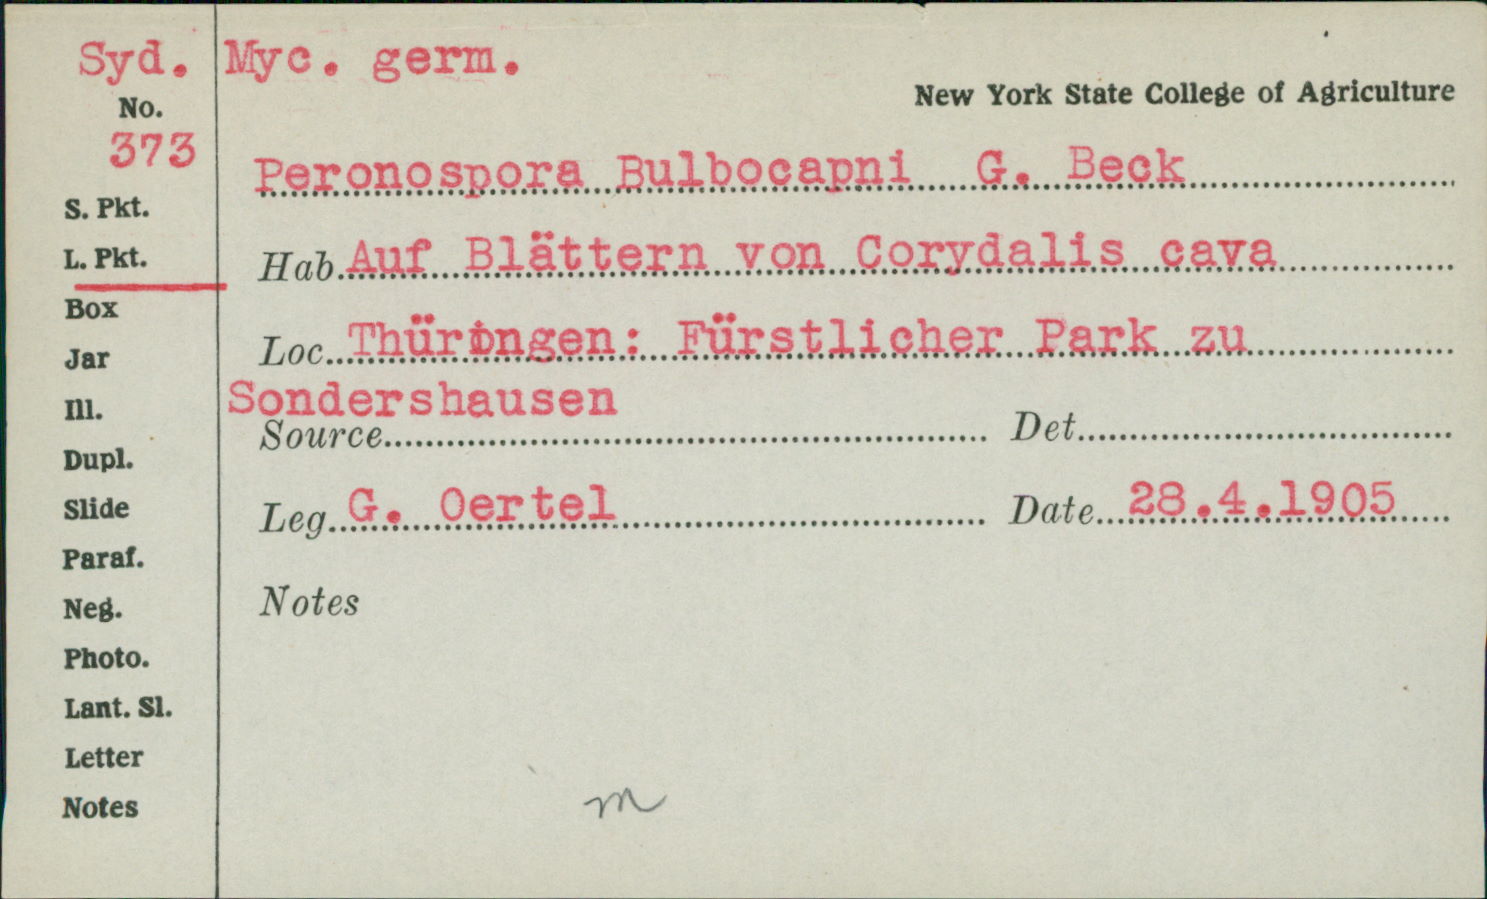 Syd. Myc. germ.
New York State College of Agriculture
No.
373
Peronospora Bulbocapni G. Beck
S. Pkt.
L. Pkt.
Hab. Auf Blättern von Corydalis cava
Box
Loc. Thüringen: Fürstlicher Park zu
Jar
Sondershausen
Ill.
Source Det.
Dupl.
Slide
Leg. G. Oertel Date 28.4.1905
Paraf.
Neg.
Notes
Photo.
Lant. Sl.
Letter
Notes
m